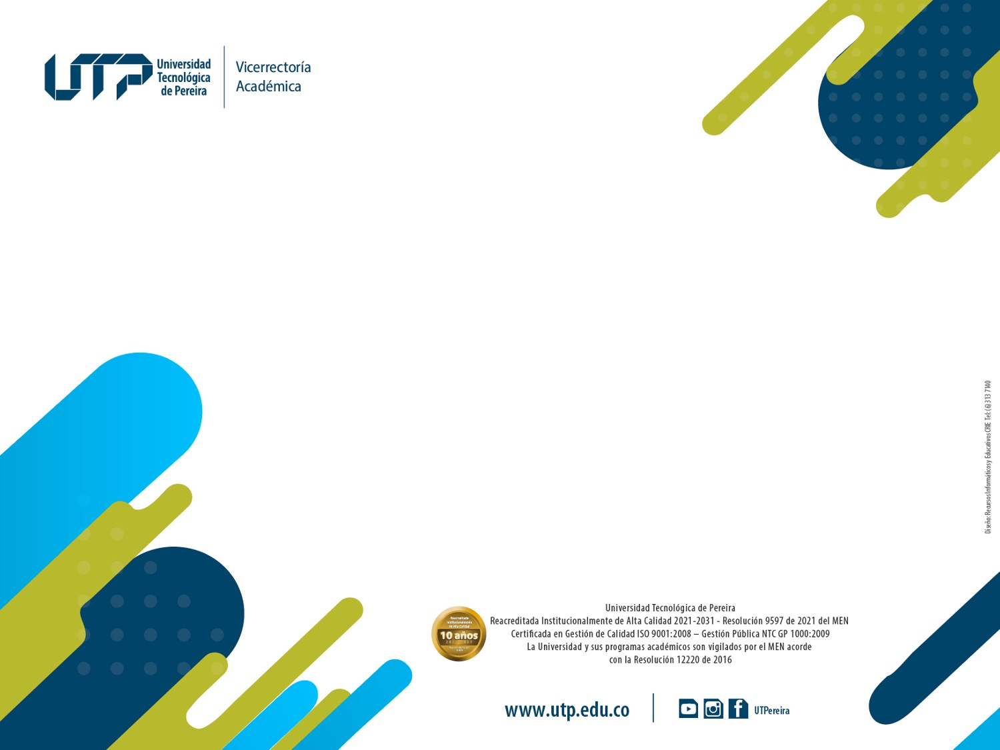 UTP
Universidad
Tecnológica
de Pereira
Vicerrectoría
Académica
Diseño: Recursos Informáticos y Educativos CRIE Tel: (6) 313 7140
Reacreditada
Institucionalmente
de Alta Calidad
10 años
Universidad Tecnológica de Pereira
Reacreditada Institucionalmente de Alta Calidad 2021-2031 - Resolución 9597 de 2021 del MEN
Certificada en Gestión de Calidad ISO 9001:2008 – Gestión Pública NTC GP 1000:2009
La Universidad y sus programas académicos son vigilados por el MEN acorde
con la Resolución 12220 de 2016
www.utp.edu.co
UTPereira